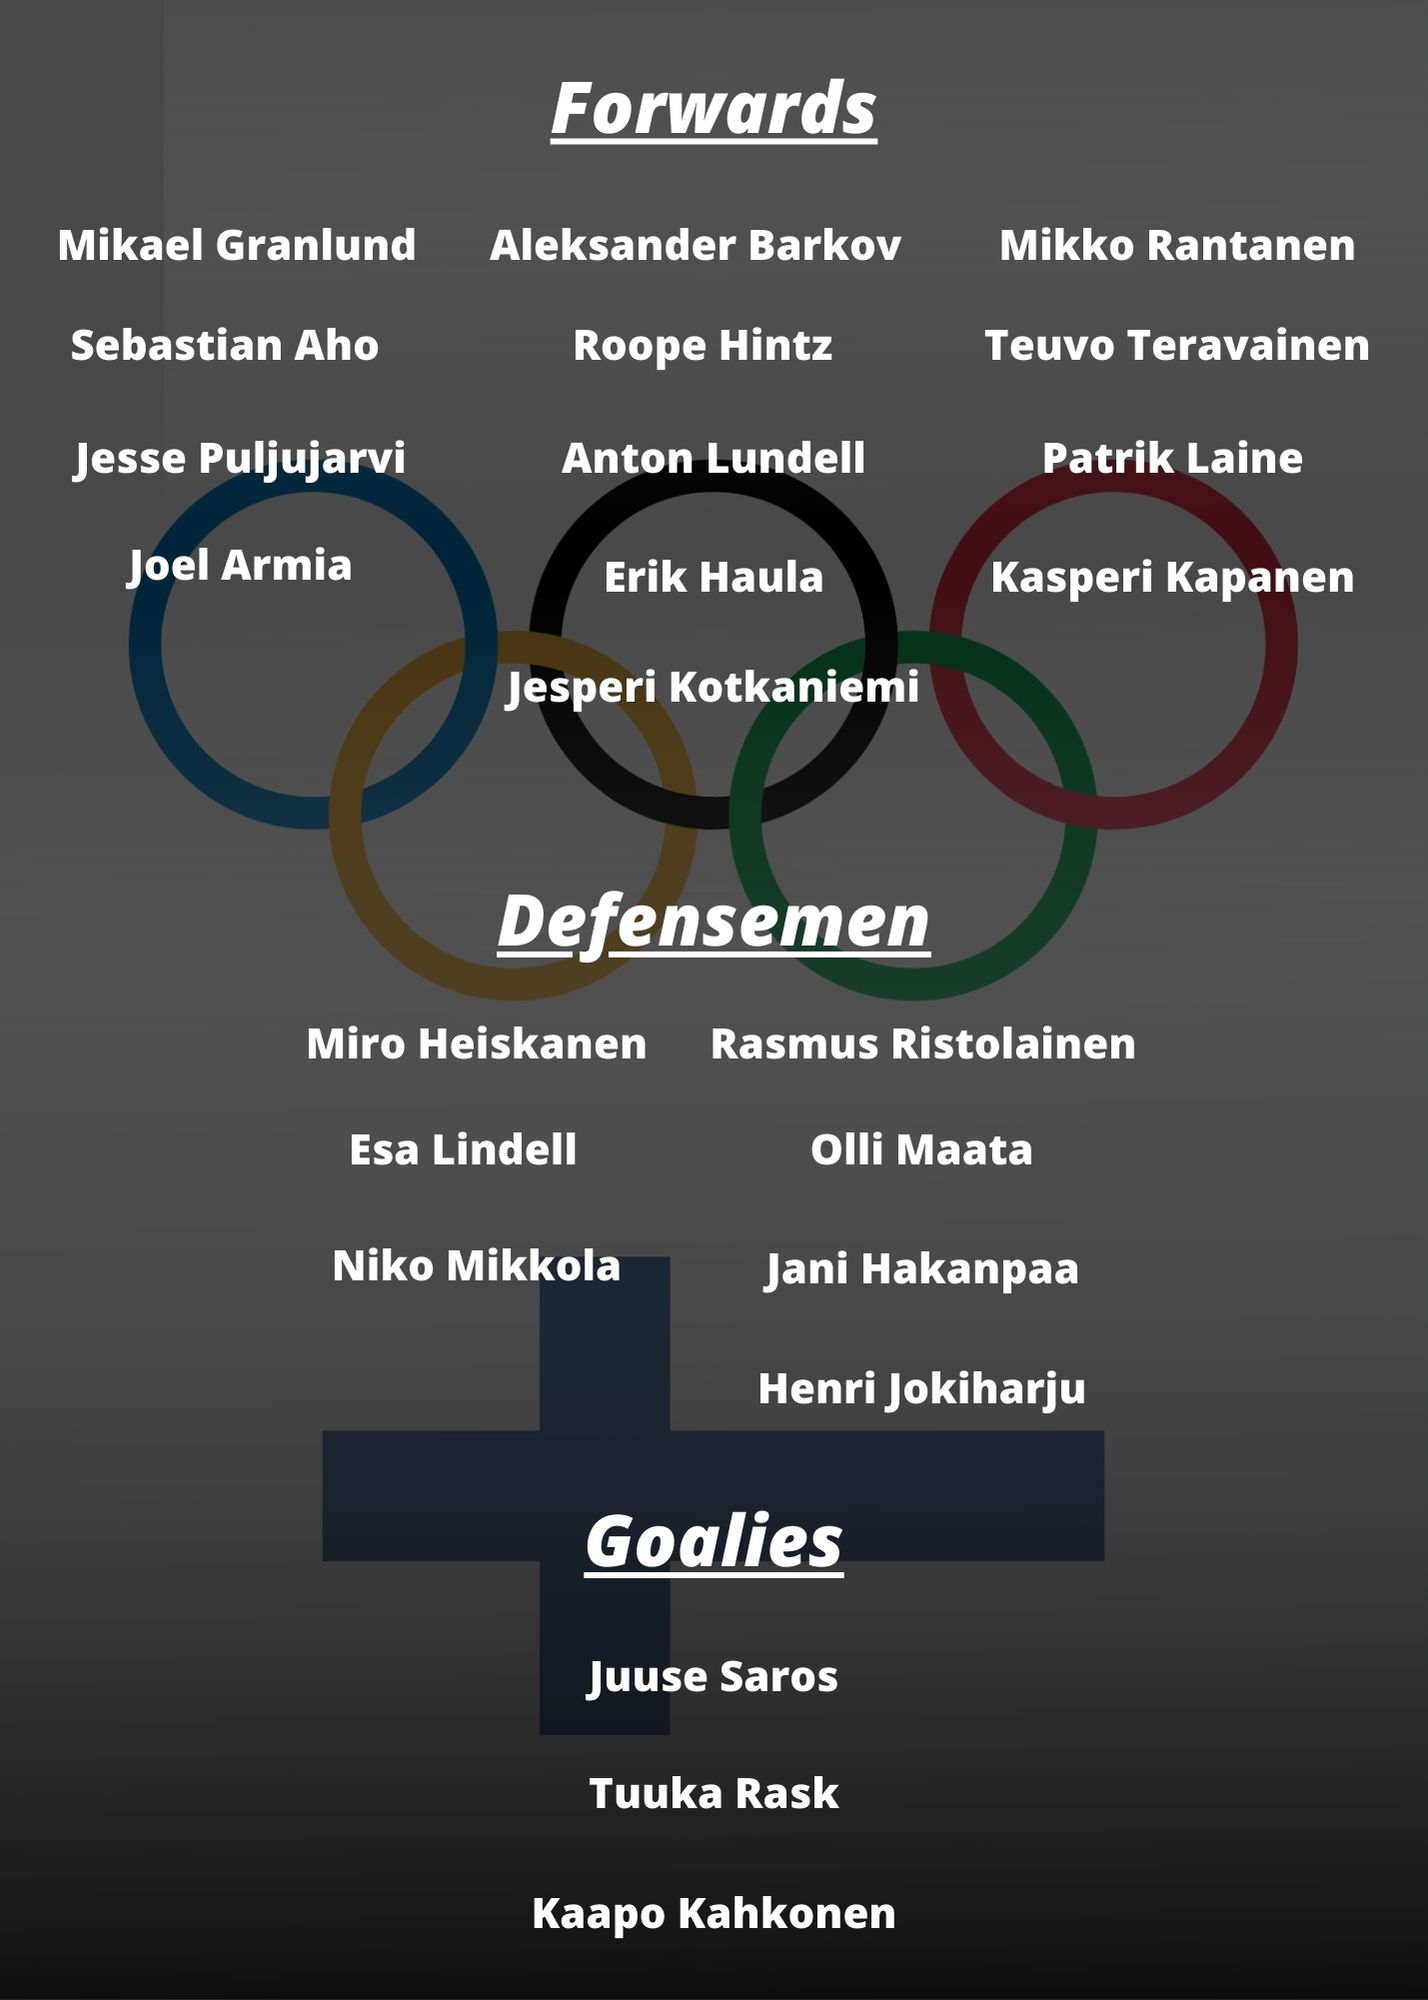 Forwards
Mikael Granlund Aleksander Barkov Mikko Rantanen
Sebastian Aho Roope Hintz Teuvo Teravainen
Jesse Puljujarvi Anton Lundell Patrik Laine
Joel Armia Erik Haula Kasperi Kapanen
Jesperi Kotkaniemi
Defensemen
Miro Heiskanen Rasmus Ristolainen
Esa Lindell Olli Maata
Niko Mikkola Jani Hakanpaa
Henri Jokiharju
Goalies
Juuse Saros
Tuuka Rask
Kaapo Kahkonen